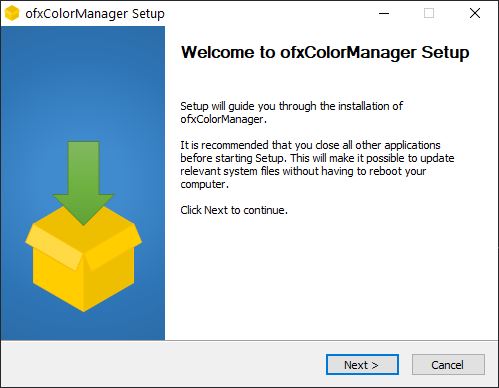 ofxColorManager Setup
Welcome to ofxColorManager Setup
Setup will guide you through the installation of
ofxColorManager.
It is recommended that you close all other applications
before starting Setup. This will make it possible to update
relevant system files without having to reboot your
computer.
Click Next to continue.
Next >
Cancel